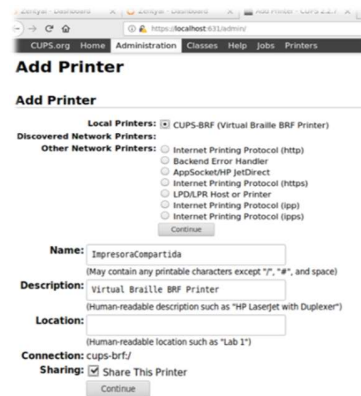 Zentyal - Dashboard
Zentyal - Dashboard
Add Printer - CUPS 2.2.7
https://localhost:631/admin/
CUPS.org Home Administration Classes Help Jobs Printers
Add Printer
Add Printer
Local Printers: CUPS-BRF (Virtual Braille BRF Printer)
Discovered Network Printers:
Other Network Printers: Internet Printing Protocol (http)
Backend Error Handler
AppSocket/HP JetDirect
Internet Printing Protocol (https)
LPD/LPR Host or Printer
Internet Printing Protocol (ipp)
Internet Printing Protocol (ipps)
Continue
Name: ImpresoraCompartida
(May contain any printable characters except "/", "#", and space)
Description: Virtual Braille BRF Printer
(Human-readable description such as "HP LaserJet with Duplexer")
Location:
(Human-readable location such as "Lab 1")
Connection: cups-brf:/
Sharing: Share This Printer
Continue